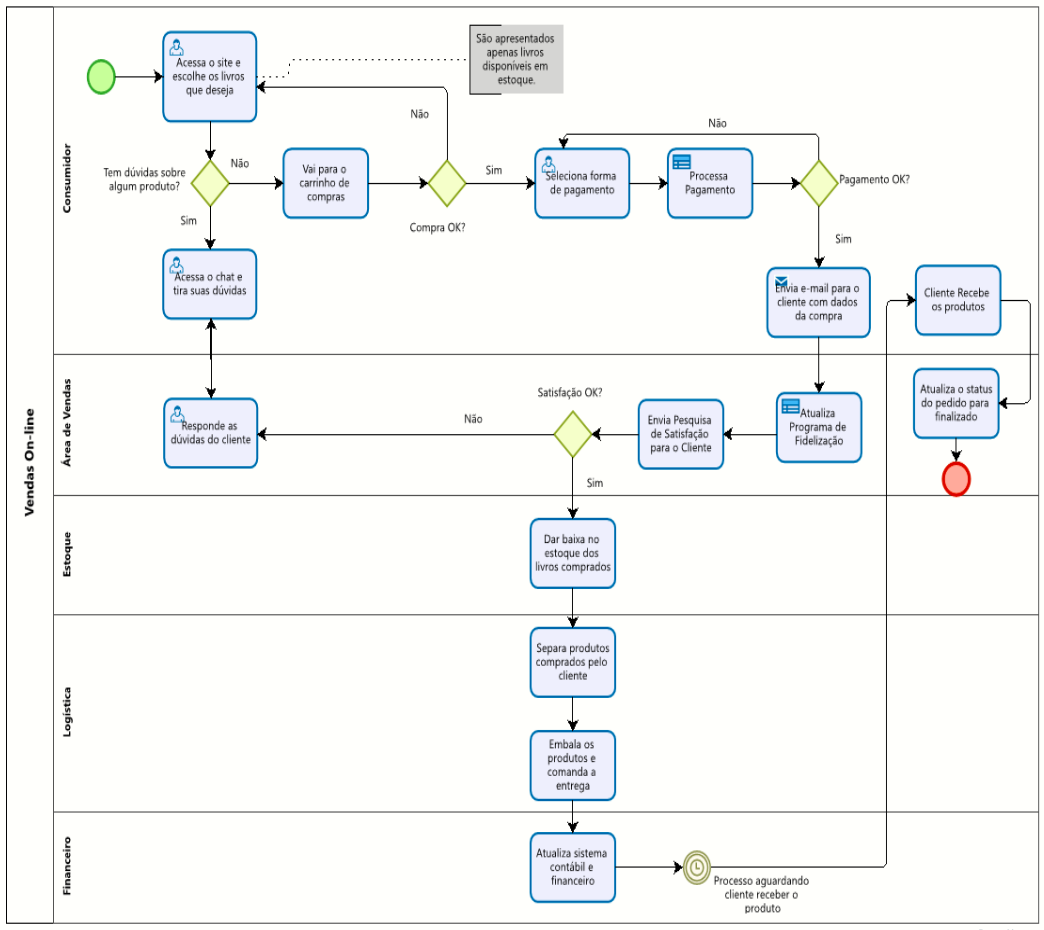 Vendas On-line
Consumidor
Acessa o site e
escolhe os livros
que deseja
São apresentados
apenas livros
disponiveis em
estoque.
Tem dúvidas sobre
algum produto?
Não
Sim
Vai para o
carrinho de
compras
Não
Compra OK?
Sim
Seleciona forma
de pagamento
Processa
Pagamento
Não
Pagamento OK?
Sim
Acessa o chat e
tira suas dúvidas
Envia e-mail para o
cliente com dados
da compra
Cliente Recebe
os produtos
Área de Vendas
Responde as
dúvidas do cliente
Não
Satisfação OK?
Sim
Envia Pesquisa
de Satisfação
para o Cliente
Atualiza
Programa de
Fidelização
Atualiza o status
do pedido para
finalizado
Estoque
Dar baixa no
estoque dos
livros comprados
Logística
Separa produtos
comprados pelo
cliente
Embala os
produtos e
comanda a
entrega
Financeiro
Atualiza sistema
contábil e
financeiro
Processo aguardando
cliente receber o
produto